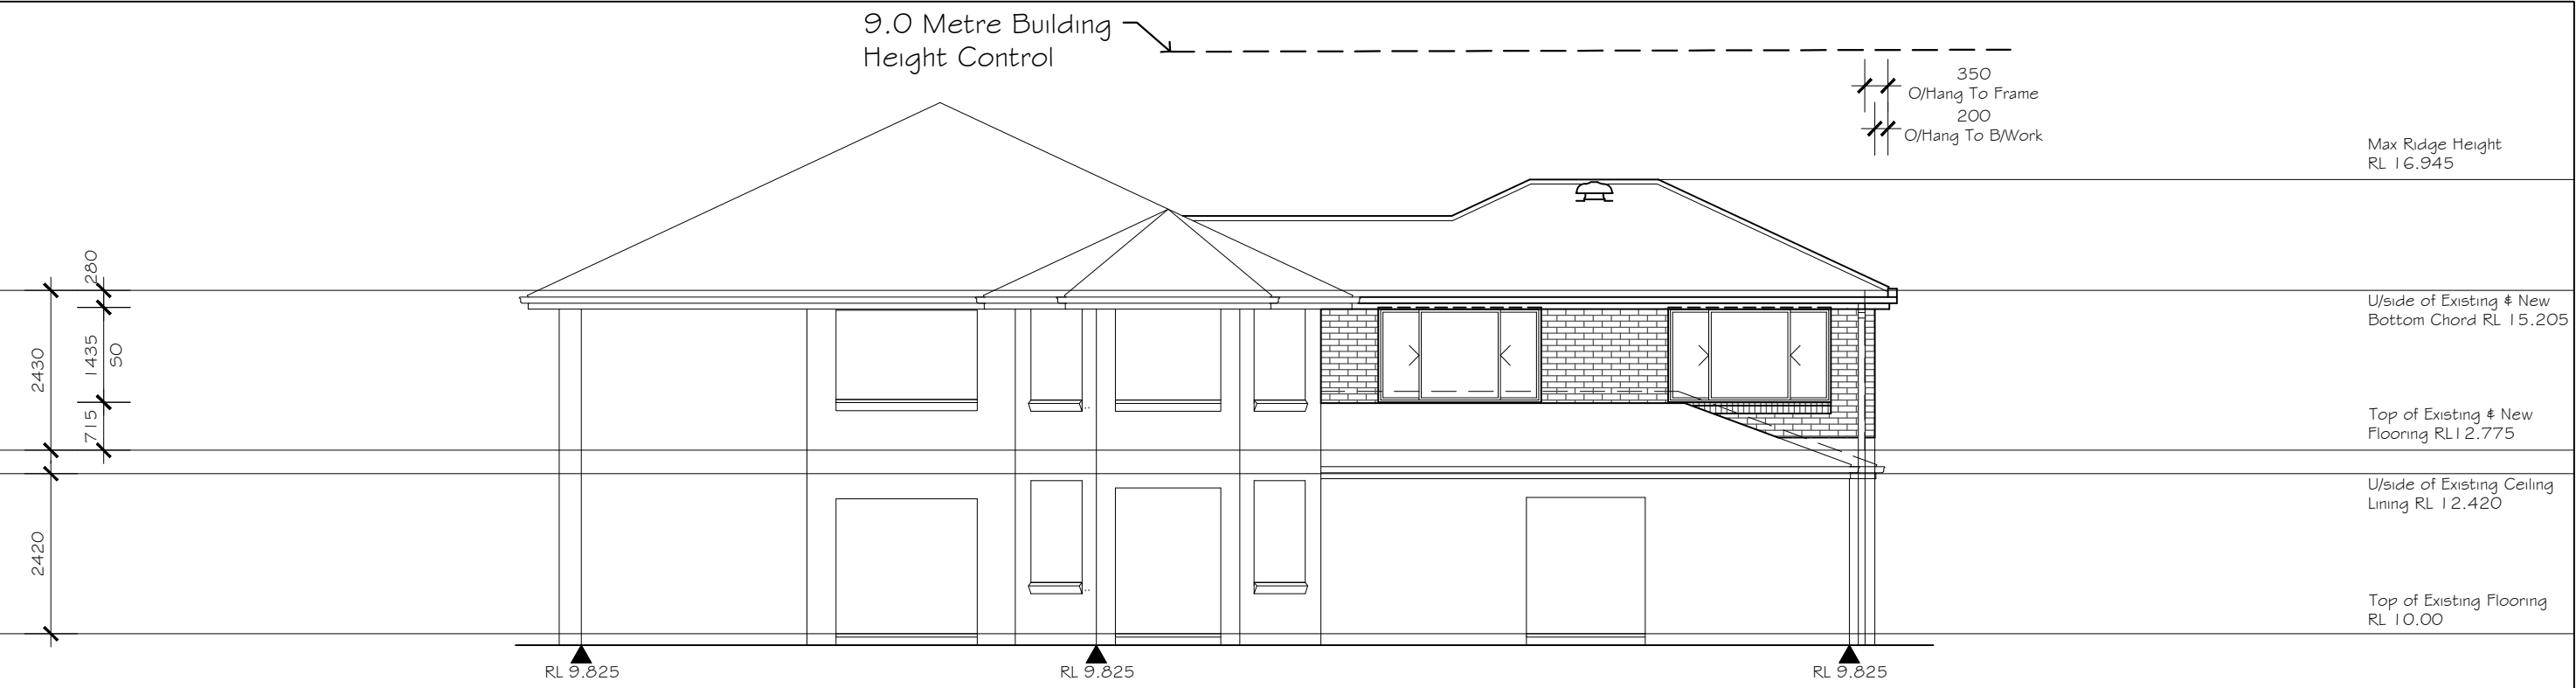 9.0 Metre Building
Height Control
350
O/Hang To Frame
200
O/Hang To B/Work
Max Ridge Height
RL 16.945
280
2430
1435
50
715
U/side of Existing & New
Bottom Chord RL 15.205
Top of Existing & New
Flooring RL12.775
U/side of Existing Ceiling
Lining RL 12.420
2420
Top of Existing Flooring
RL 10.00
RL 9.825
RL 9.825
RL 9.825